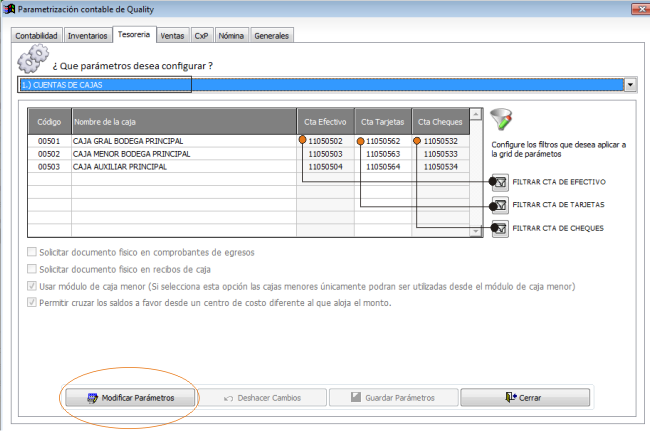 Parametrización contable de Quality
Contabilidad Inventarios Tesoreria Ventas CxP Nómina Generales
¿ Que parámetros desea configurar ?
1.) CUENTAS DE CAJAS
Código Nombre de la caja Cta Efectivo Cta Tarjetas Cta Cheques
00501 CAJA GRAL BODEGA PRINCIPAL 11050502 11050562 11050532
00502 CAJA MENOR BODEGA PRINCIPAL 11050503 11050563 11050533
00503 CAJA AUXILIAR PRINCIPAL 11050504 11050564 11050534
Configure los filtros que desea aplicar a
la grid de parámetos
FILTRAR CTA DE EFECTIVO
FILTRAR CTA DE TARJETAS
FILTRAR CTA DE CHEQUES
Solicitar documento fisico en comprobantes de egresos
Solicitar documento fisico en recibos de caja
Usar módulo de caja menor (Si selecciona esta opción las cajas menores únicamente podran ser utilizadas desde el módulo de caja menor)
Permitir cruzar los saldos a favor desde un centro de costo diferente al que aloja el monto.
Modificar Parámetros Deshacer Cambios Guardar Parámetros Cerrar